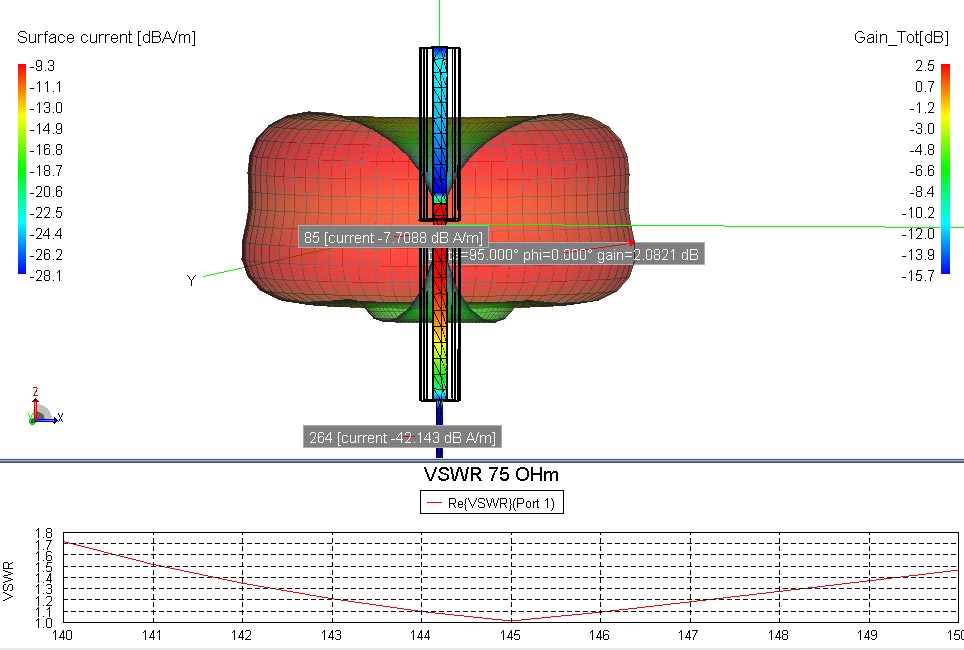 Surface current [dBA/m]
-9.3
-11.1
-13.0
-14.9
-16.8
-18.7
-20.6
-22.5
-24.4
-26.2
-28.1
Gain_Tot[dB]
2.5
0.7
-1.2
-3.0
-4.8
-6.6
-8.4
-10.2
-12.0
-13.9
-15.7
85 [current -7.7088 dB A/m]
=95.000° phi=0.000° gain=2.0821 dB
Y
Z
Y
X
264 [current -42.143 dB A/m]
VSWR 75 OHm
Re{VSWR}(Port 1)
VSWR
1.8
1.7
1.6
1.5
1.4
1.3
1.2
1.1
1.0
140 141 142 143 144 145 146 147 148 149 150